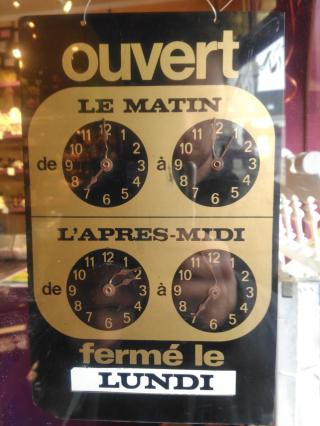 ouvert
LE MATIN
de à
L'APRES-MIDI
de à
fermé le
LUNDI